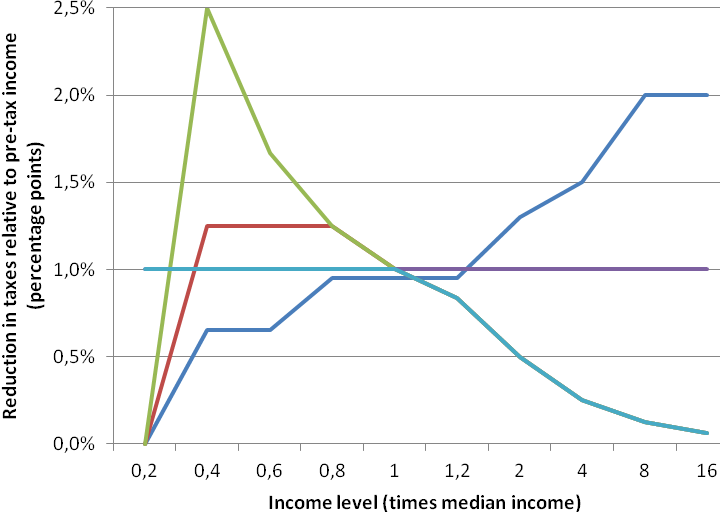 Reduction in taxes relative to pre-tax income
(percentage points)
2,5%
2,0%
1,5%
1,0%
0,5%
0,0%
0,2 0,4 0,6 0,8 1 1,2 2 4 8 16
Income level (times median income)